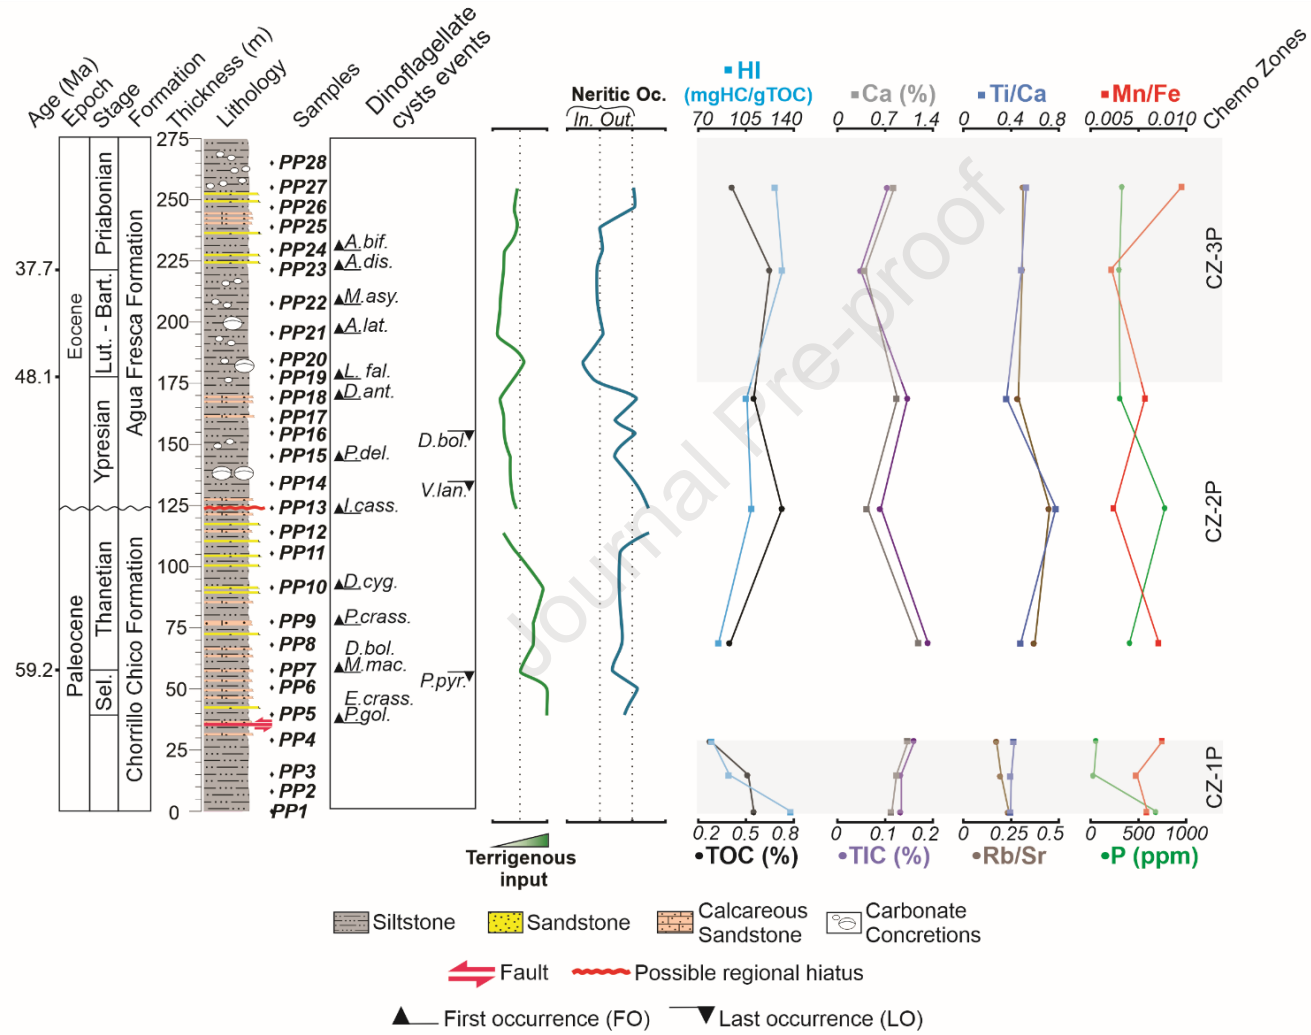 Age (Ma)
Epoch
Stage
Formation
Thickness (m)
Lithology
Samples
Dinoflagellate
cysts events
Neritic Oc.
In. Out.
HI
(mgHC/gTOC)
70 105 140
Ca (%)
0 0.7 1.4
Ti/Ca
0 0.4 0.8
Mn/Fe
0.005 0.010
Chemo Zones
37.7
48.1
59.2
Eocene
Paleocene
Priabonian
Lut. - Bart.
Ypresian
Thanetian
Sel.
Agua Fresca Formation
Chorrillo Chico Formation
275
250
225
200
175
150
125
100
75
50
25
0
PP28
PP27
PP26
PP25
PP24
PP23
PP22
PP21
PP20
PP19
PP18
PP17
PP16
PP15
PP14
PP13
PP12
PP11
PP10
PP9
PP8
PP7
PP6
PP5
PP4
PP3
PP2
PP1
A.bif.
A.dis.
M.asy.
A.lat.
L. fal.
D.ant.
D.bol.
P.del.
V.lan.
I.cass.
D.cyg.
P.crass.
D.bol.
M.mac.
P.pyr.
E.crass.
P.gol.
CZ-3P
CZ-2P
CZ-1P
Journal Pre-proof
Terrigenous
input
0.2 0.5 0.8
TOC (%)
0 0.1 0.2
TIC (%)
0 0.25 0.5
Rb/Sr
0 500 1000
P (ppm)
Siltstone
Sandstone
Calcareous
Sandstone
Carbonate
Concretions
Fault
Possible regional hiatus
First occurrence (FO)
Last occurrence (LO)